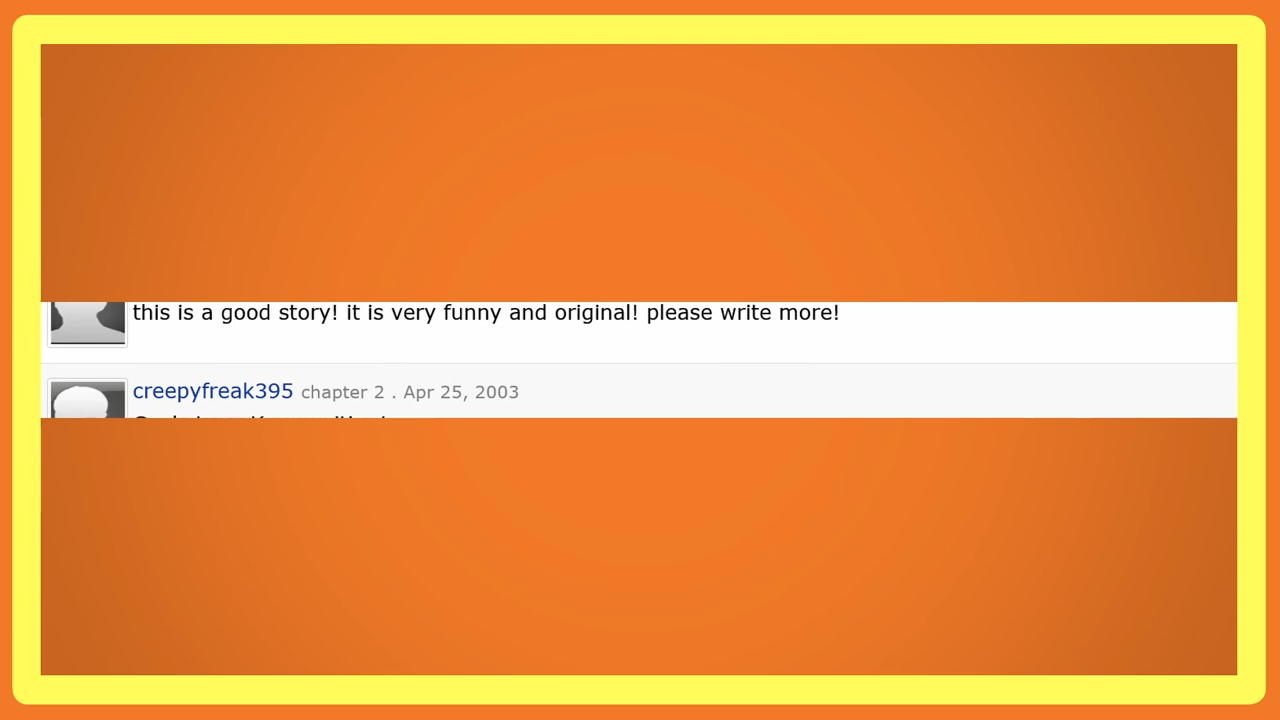 this is a good story! it is very funny and original! please write more!
creepyfreak395 chapter 2 . Apr 25, 2003